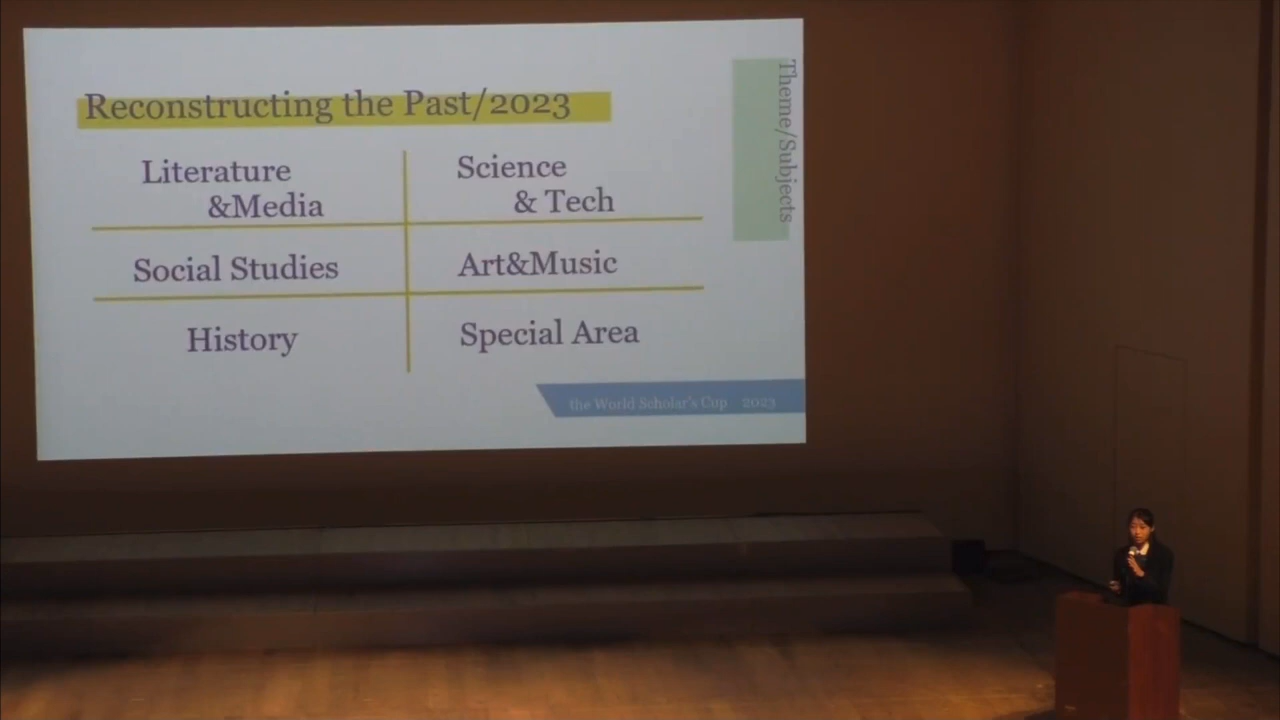 Reconstructing the Past/2023
Theme/Subjects
Literature
&Media
Science
& Tech
Social Studies
Art&Music
History
Special Area
the World Scholar's Cup 2023